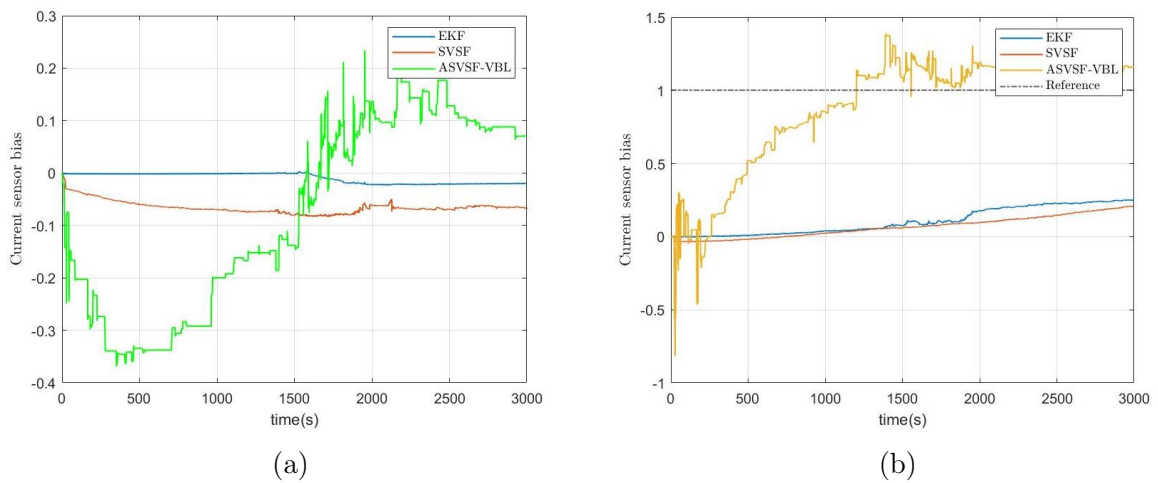 0.3
0.2
0.1
0
-0.1
-0.2
-0.3
-0.4
Current sensor bias
EKF
SVSF
ASVSF-VBL
0 500 1000 1500 2000 2500 3000
time(s)
(a)
1.5
1
0.5
0
-0.5
-1
Current sensor bias
EKF
SVSF
ASVSF-VBL
Reference
0 500 1000 1500 2000 2500 3000
time(s)
(b)